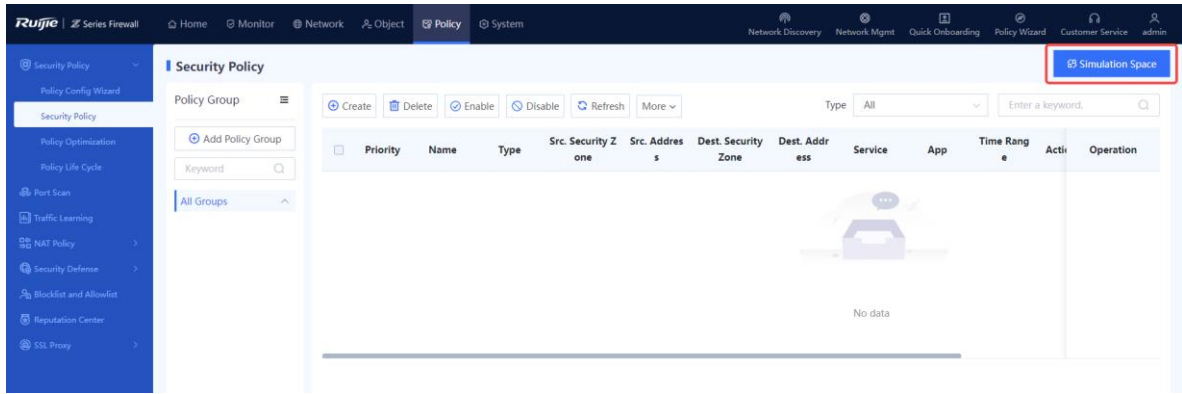 Ruijie | Z Series Firewall
Home Monitor Network Object Policy System
Network Discovery Network Mgmt Quick Onboarding Policy Wizard Customer Service admin
Security Policy
Policy Config Wizard
Security Policy
Policy Optimization
Policy Life Cycle
Port Scan
Traffic Learning
NAT Policy
Security Defense
Blocklist and Allowlist
Reputation Center
SSL Proxy
Security Policy
Simulation Space
Policy Group
Add Policy Group
Keyword
All Groups
Create Delete Enable Disable Refresh More
Type All Enter a keyword.
Priority Name Type Src. Security Z Src. Addres Dest. Security Dest. Addr Service App Time Rang Actio Operation
one s Zone ess e
No data